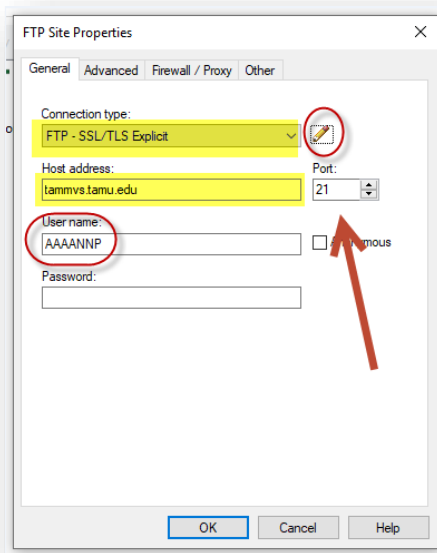 FTP Site Properties
General Advanced Firewall / Proxy Other
Connection type:
FTP - SSL/TLS Explicit
Host address: Port:
tammvs.tamu.edu 21
User name:
AAAANNP Anonymous
Password:
OK Cancel Help